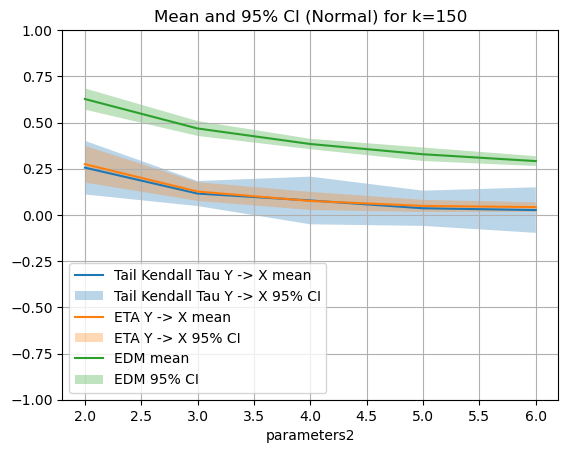 Mean and 95% CI (Normal) for k=150
1.00
0.75
0.50
0.25
0.00
−0.25
−0.50
−0.75
−1.00
Tail Kendall Tau Y -> X mean
Tail Kendall Tau Y -> X 95% CI
ETA Y -> X mean
ETA Y -> X 95% CI
EDM mean
EDM 95% CI
2.0 2.5 3.0 3.5 4.0 4.5 5.0 5.5 6.0
parameters2